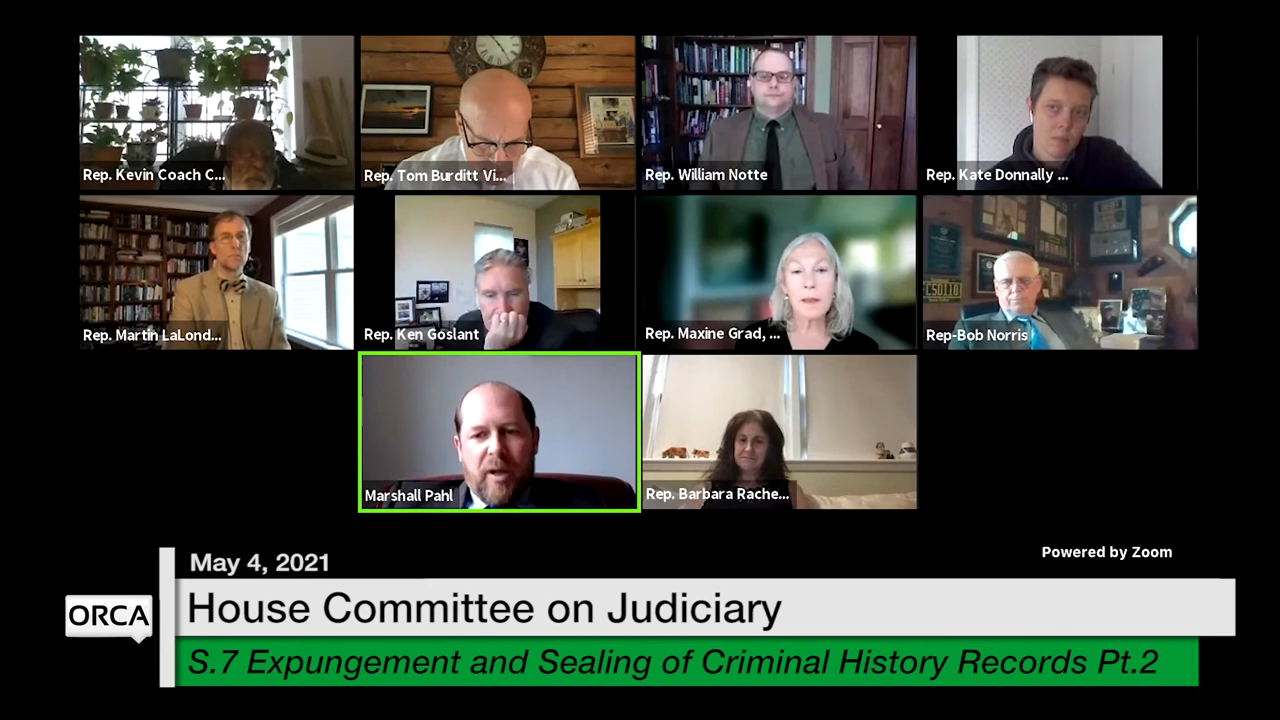 Rep. Kevin Coach C...
Rep. Tom Burditt Vi...
Rep. William Notte
Rep. Kate Donnally ...
CS0110
Rep. Martin LaLond...
Rep. Ken Goslant
Rep. Maxine Grad, ...
Rep-Bob Norris
Marshall Pahl
Rep. Barbara Rache...
Powered by Zoom
May 4, 2021
ORCA
House Committee on Judiciary
S.7 Expungement and Sealing of Criminal History Records Pt.2